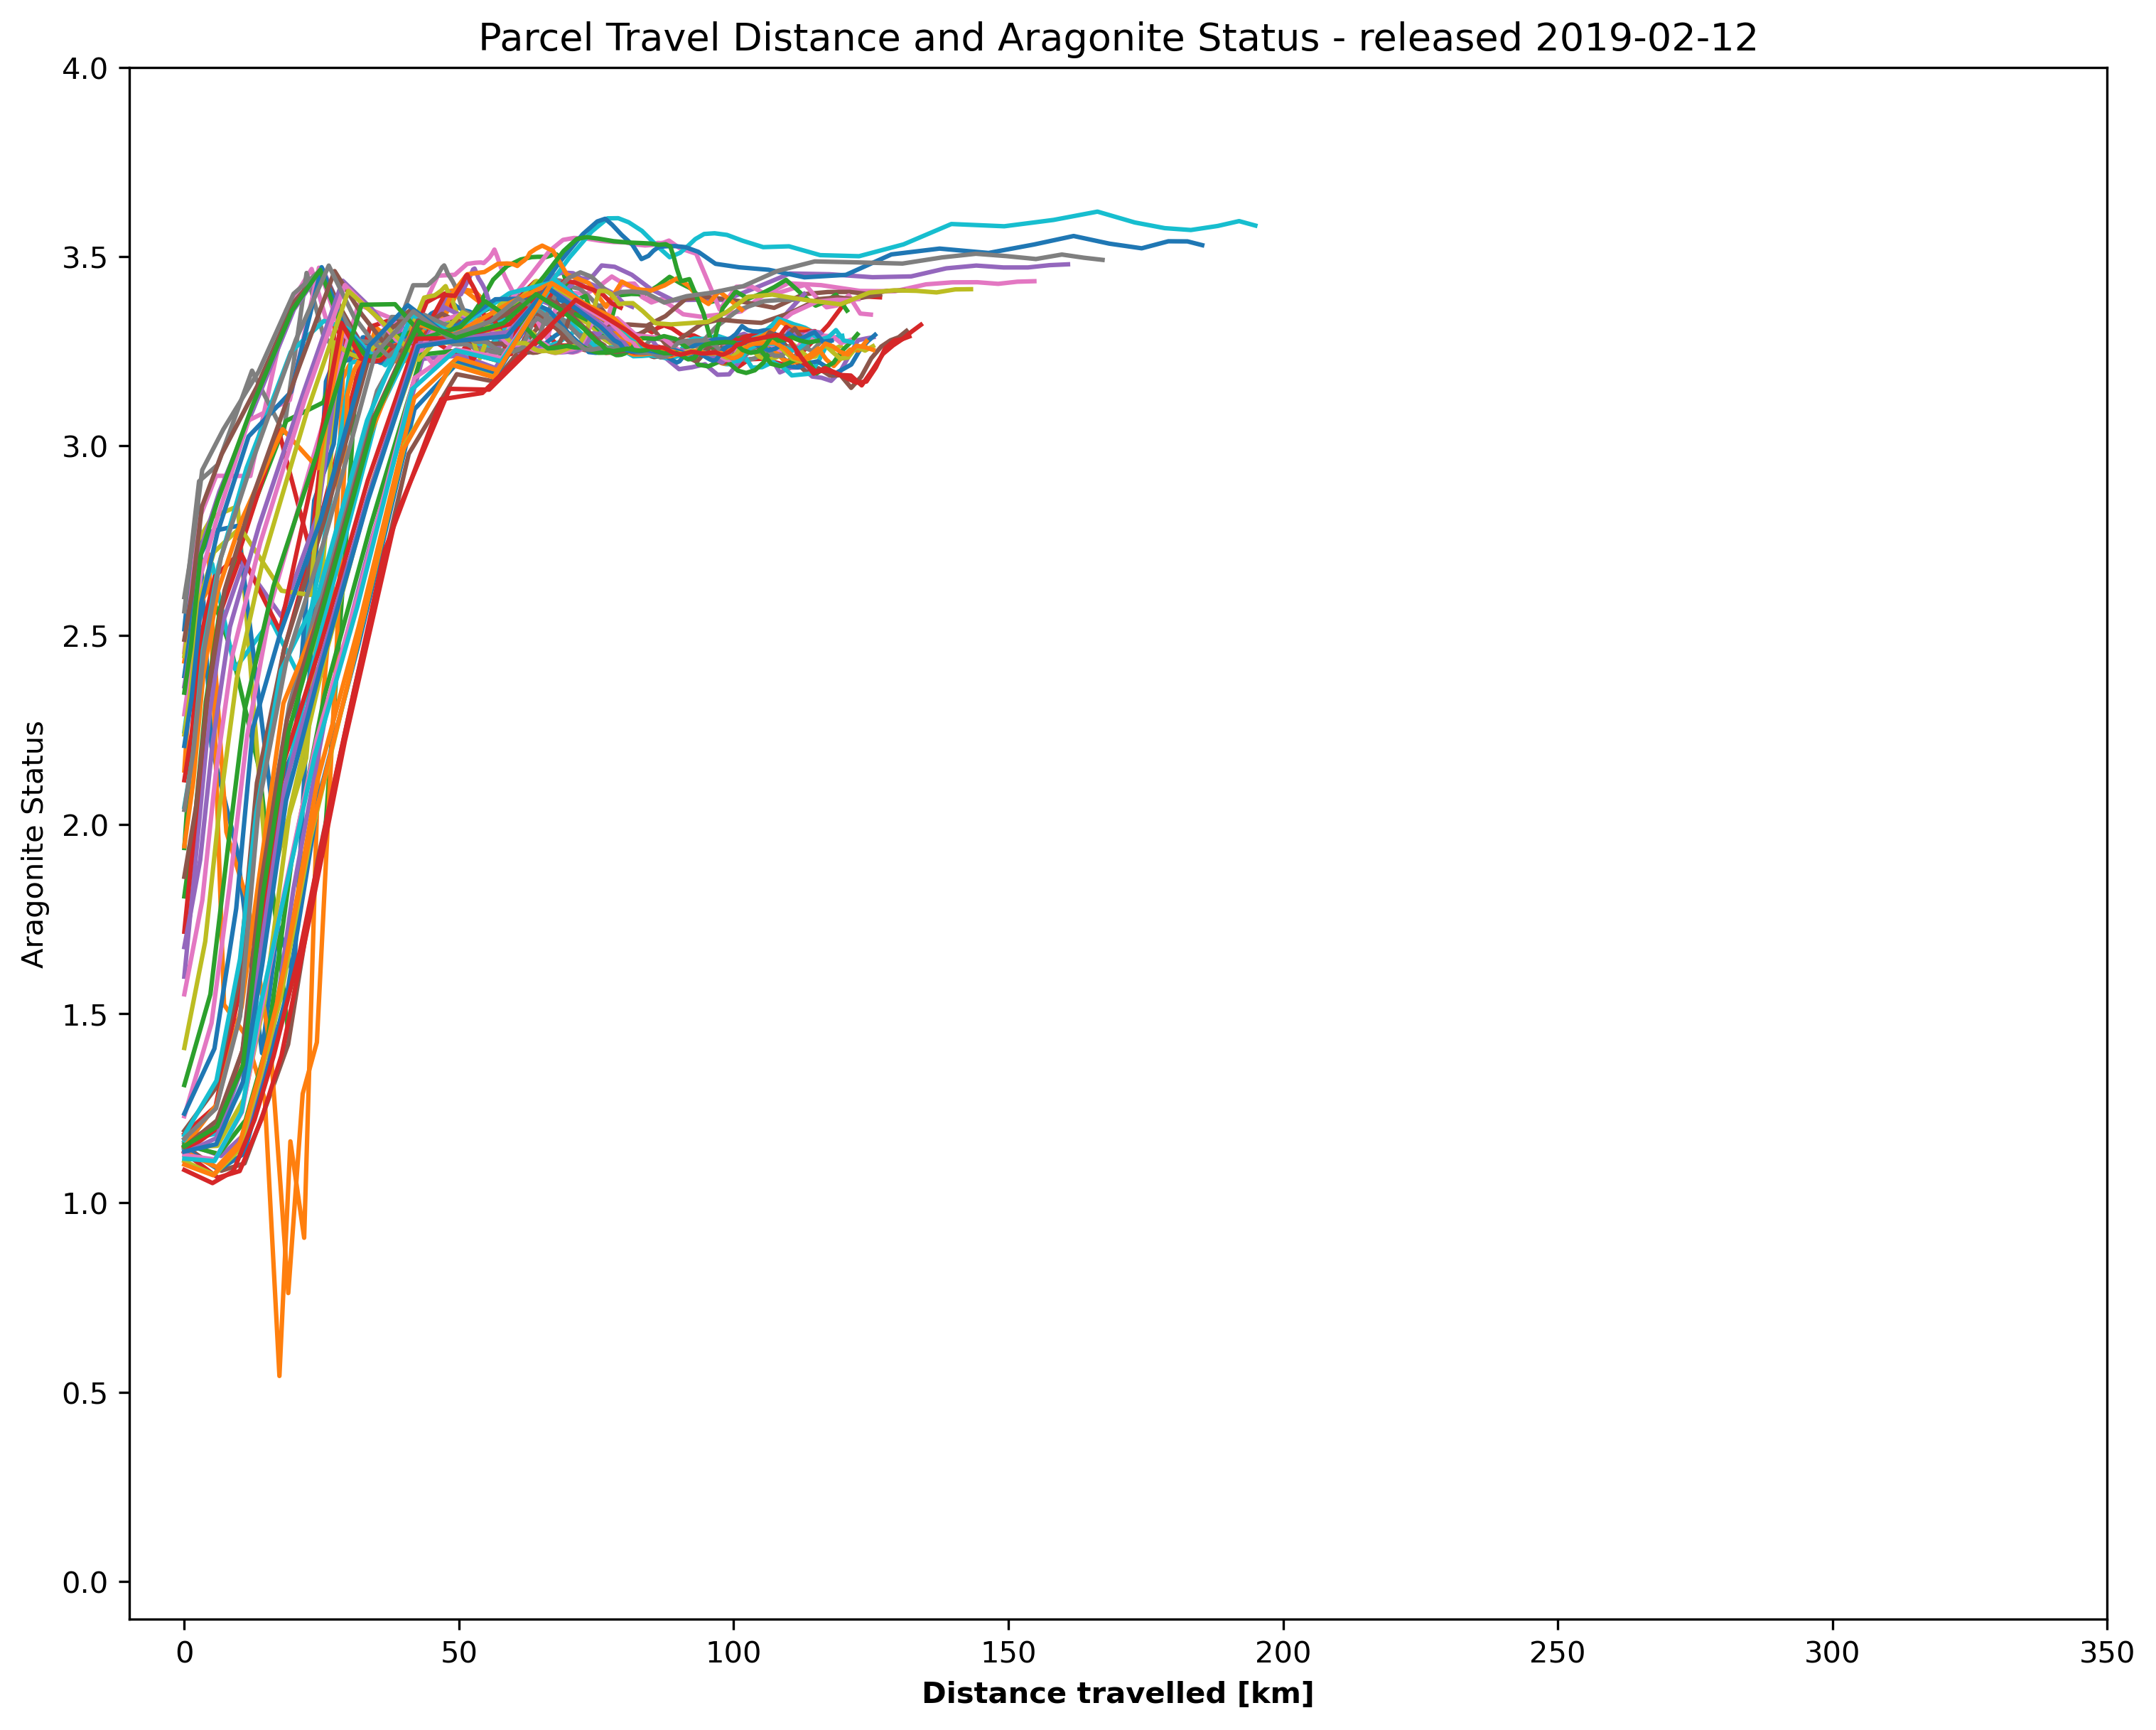 Parcel Travel Distance and Aragonite Status - released 2019-02-12
4.0
3.5
3.0
2.5
2.0
1.5
1.0
0.5
0.0
Aragonite Status
0 50 100 150 200 250 300 350
Distance travelled [km]